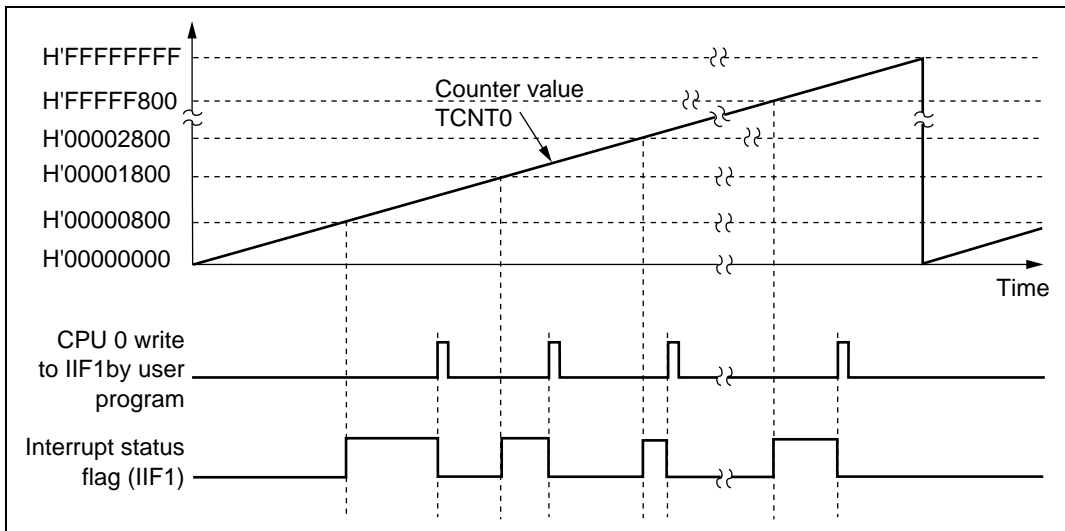 H'FFFFFFFF
H'FFFFF800
Counter value
TCNT0
H'00002800
H'00001800
H'00000800
H'00000000
Time
CPU 0 write
to IIF1by user
program
Interrupt status
flag (IIF1)